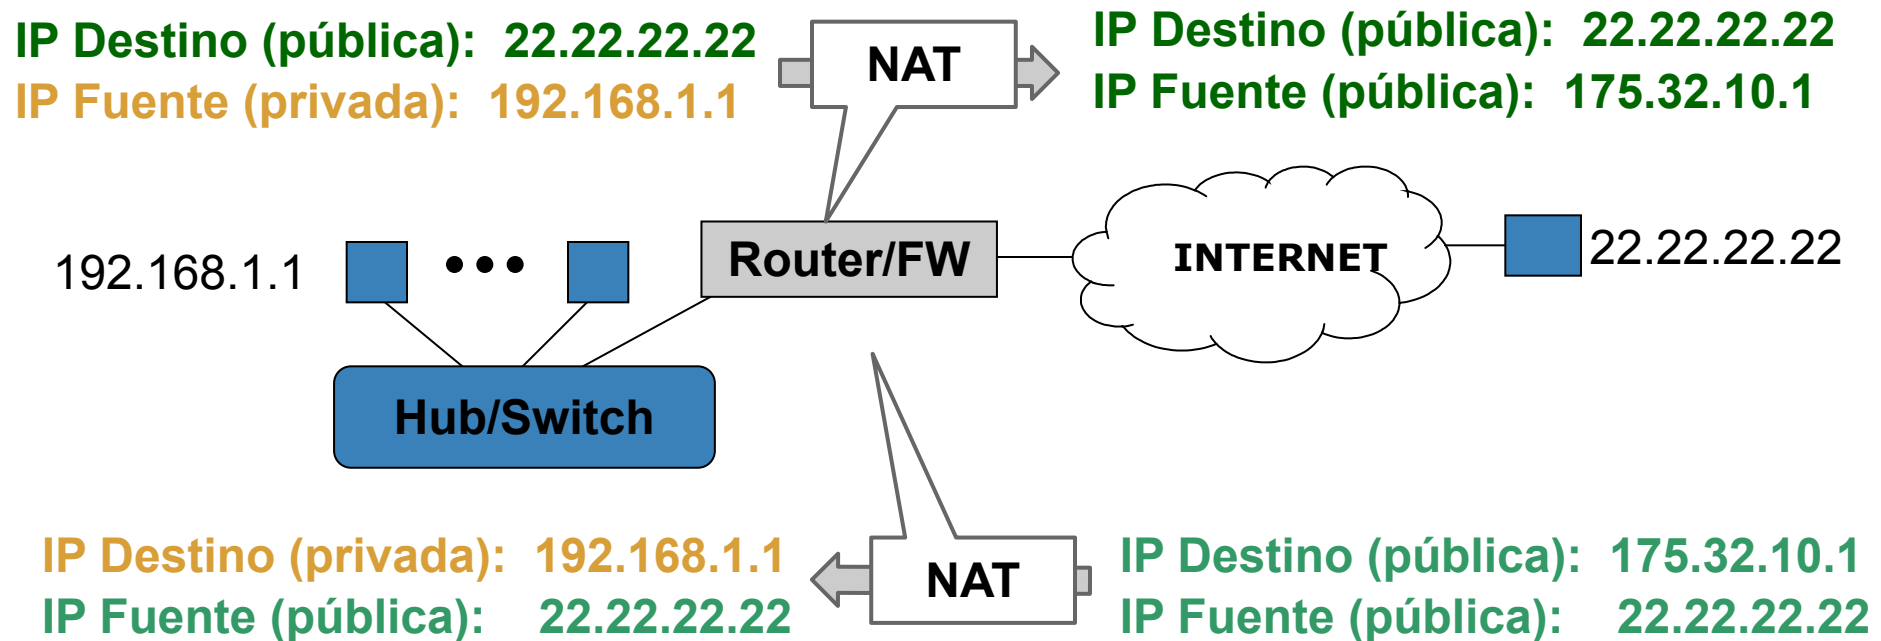 IP Destino (pública): 22.22.22.22
IP Fuente (privada): 192.168.1.1
NAT
IP Destino (pública): 22.22.22.22
IP Fuente (pública): 175.32.10.1
192.168.1.1
Router/FW
INTERNET
22.22.22.22
Hub/Switch
IP Destino (privada): 192.168.1.1
IP Fuente (pública): 22.22.22.22
NAT
IP Destino (pública): 175.32.10.1
IP Fuente (pública): 22.22.22.22